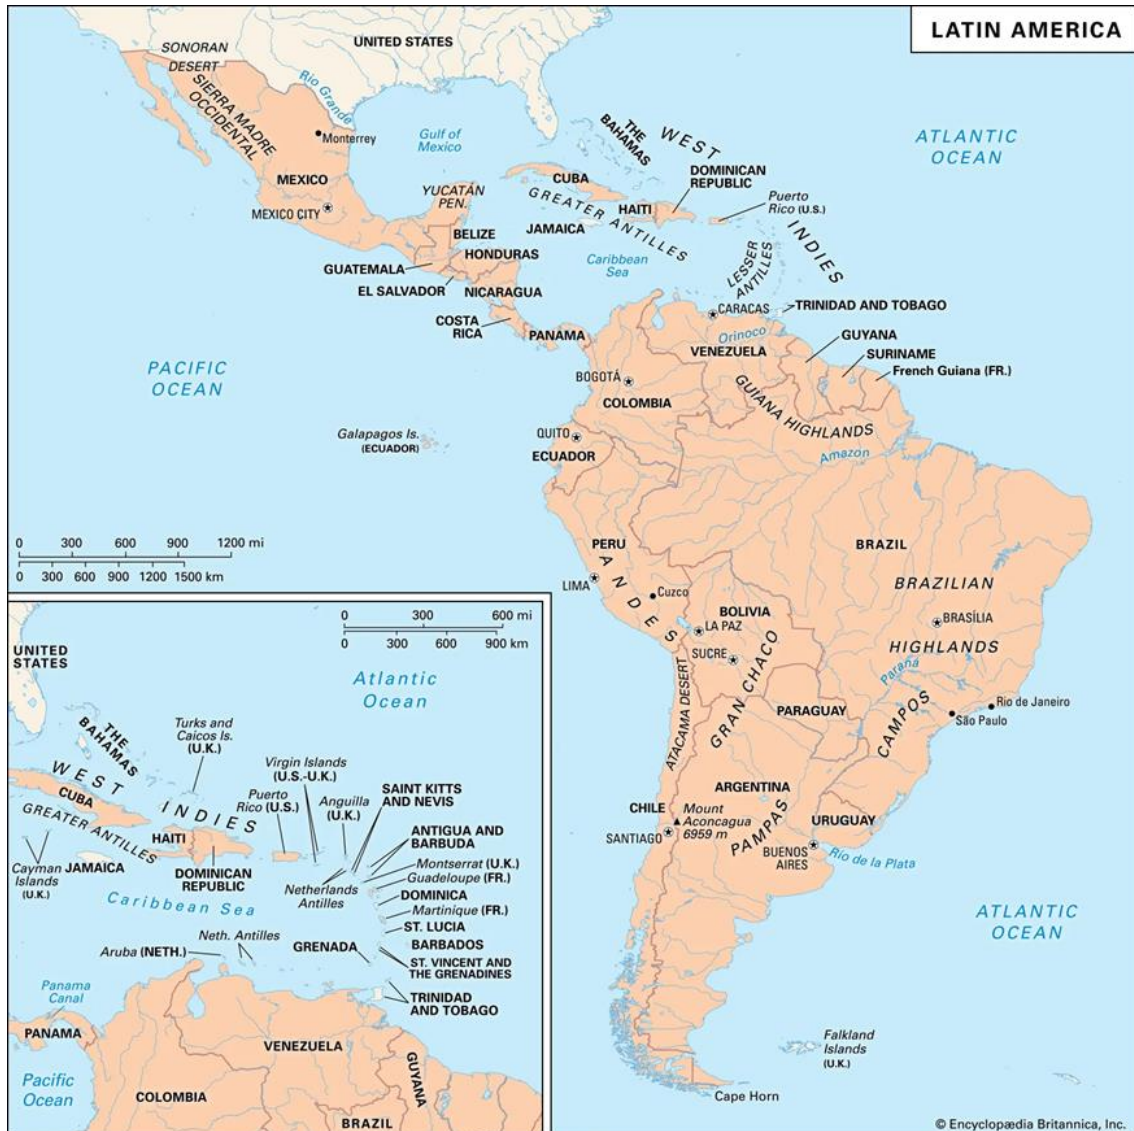 LATIN AMERICA
UNITED STATES
SONORAN
DESERT
SIERRA MADRE
OCCIDENTAL
Rio Grande
Monterrey
Gulf of
Mexico
THE
BAHAMAS
WEST
INDIES
ATLANTIC
OCEAN
MEXICO
MEXICO CITY
YUCATÁN
PEN.
CUBA
GREATER ANTILLES
DOMINICAN
REPUBLIC
HAITI
Puerto
Rico (U.S.)
JAMAICA
BELIZE
HONDURAS
GUATEMALA
EL SALVADOR
NICARAGUA
Caribbean
Sea
LESSER
ANTILLES
COSTA
RICA
PANAMA
CARACAS
TRINIDAD AND TOBAGO
Orinoco
VENEZUELA
GUYANA
SURINAME
French Guiana (FR.)
PACIFIC
OCEAN
BOGOTÁ
COLOMBIA
GUIANA HIGHLANDS
Galapagos Is.
(ECUADOR)
QUITO
ECUADOR
Amazon
0 300 600 900 1200 mi
0 300 600 900 1200 1500 km
PERU
ANDES
BRAZIL
LIMA
Cuzco
BRAZILIAN
HIGHLANDS
BOLIVIA
LA PAZ
BRASÍLIA
SUCRE
GRAN CHACO
ATACAMA DESERT
Paraná
PARAGUAY
CAMPOS
Rio de Janeiro
São Paulo
ARGENTINA
CHILE
Mount
Aconcagua
6959 m
SANTIAGO
PAMPAS
URUGUAY
BUENOS
AIRES
Río de la Plata
ATLANTIC
OCEAN
Falkland
Islands
(U.K.)
Cape Horn
0 300 600 mi
0 300 600 900 km
UNITED
STATES
Atlantic
Ocean
THE
BAHAMAS
Turks and
Caicos Is.
(U.K.)
WEST INDIES
Virgin Islands
(U.S.-U.K.)
Puerto
Rico (U.S.)
Anguilla
(U.K.)
SAINT KITTS
AND NEVIS
CUBA
GREATER ANTILLES
HAITI
ANTIGUA AND
BARBUDA
Cayman
Islands
(U.K.)
JAMAICA
DOMINICAN
REPUBLIC
Netherlands
Antilles
Montserrat (U.K.)
Guadeloupe (FR.)
DOMINICA
Martinique (FR.)
Caribbean Sea
ST. LUCIA
BARBADOS
Aruba (NETH.)
Neth. Antilles
GRENADA
ST. VINCENT AND
THE GRENADINES
TRINIDAD
AND TOBAGO
Panama
Canal
PANAMA
VENEZUELA
GUYANA
Pacific
Ocean
COLOMBIA
BRAZIL
© Encyclopædia Britannica, Inc.